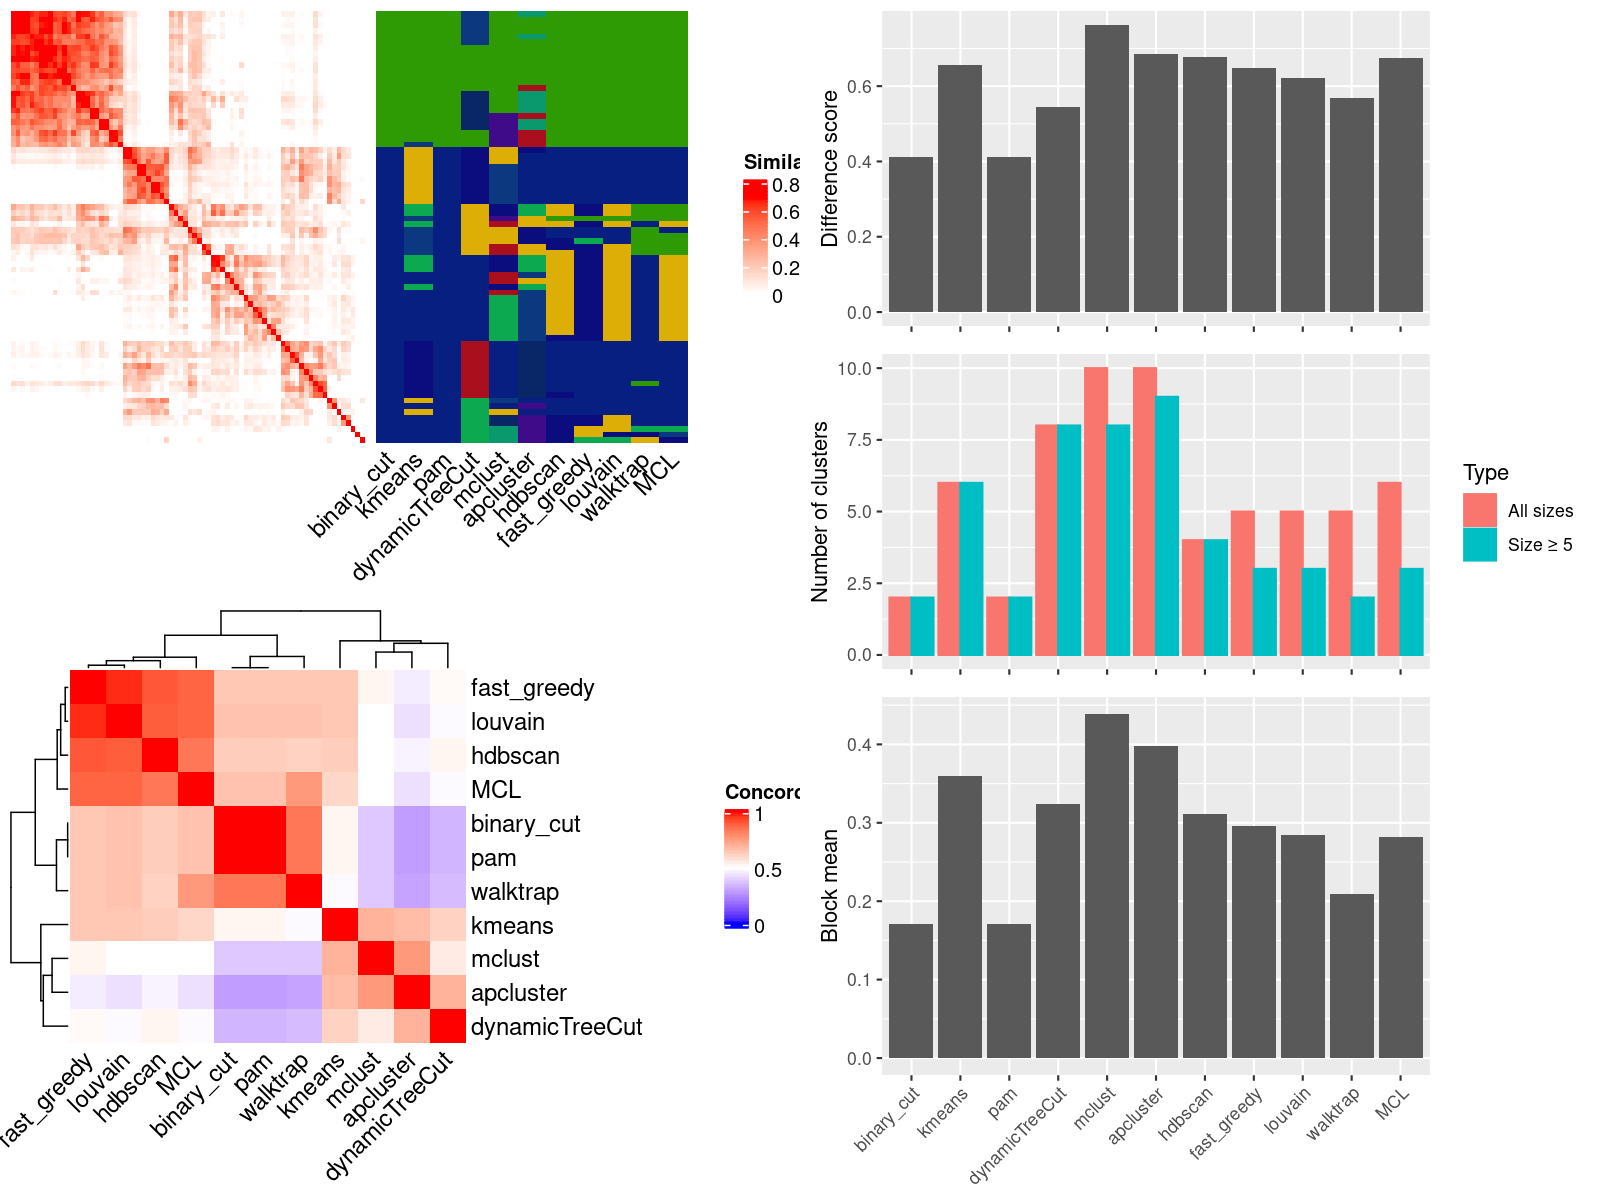 Simila
0.8
0.6
0.4
0.2
0
binary_cut
kmeans
pam
dynamicTreeCut
mclust
apcluster
hdbscan
fast_greedy
louvain
walktrap
MCL
fast_greedy
louvain
hdbscan
MCL
binary_cut
pam
walktrap
kmeans
mclust
apcluster
dynamicTreeCut
fast_greedy
louvain
hdbscan
MCL
binary_cut
pam
walktrap
kmeans
mclust
apcluster
dynamicTreeCut
Concord
1
0.5
0
Difference score
0.6
0.4
0.2
0.0
Number of clusters
10.0
7.5
5.0
2.5
0.0
Type
All sizes
Size ≥ 5
Block mean
0.4
0.3
0.2
0.1
0.0
binary_cut
kmeans
pam
dynamicTreeCut
mclust
apcluster
hdbscan
fast_greedy
louvain
walktrap
MCL